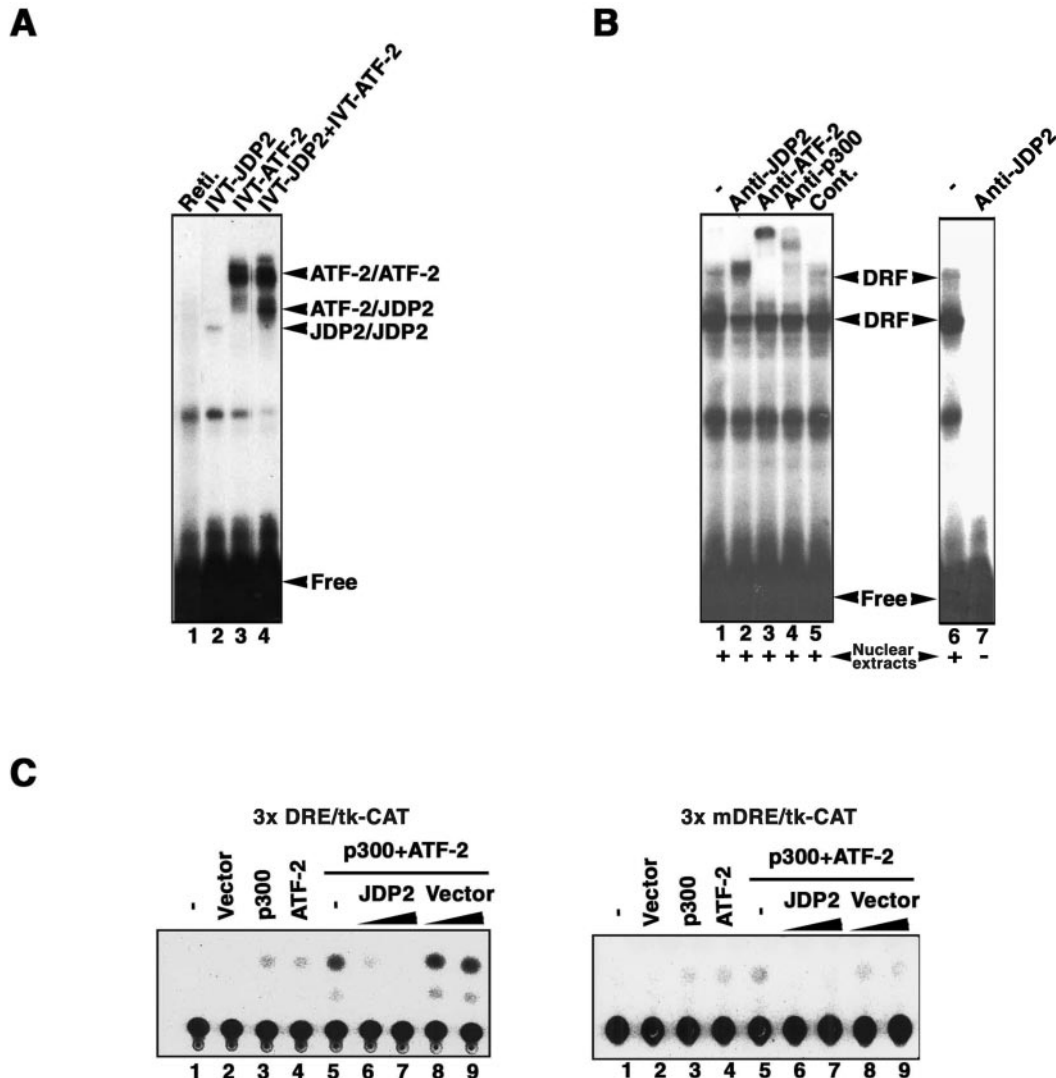 A
Reti.
IVT-JDP2
IVT-ATF-2
IVT-JDP2+IVT-ATF-2
ATF-2/ATF-2
ATF-2/JDP2
JDP2/JDP2
Free
1 2 3 4
B
-
Anti-JDP2
Anti-ATF-2
Anti-p300
Cont.
-
Anti-JDP2
DRF
DRF
Free
1 2 3 4 5 6 7
+ + + + + Nuclear extracts + -
C
3x DRE/tk-CAT
p300+ATF-2
- Vector p300 ATF-2 - JDP2 Vector
1 2 3 4 5 6 7 8 9
3x mDRE/tk-CAT
p300+ATF-2
- Vector p300 ATF-2 - JDP2 Vector
1 2 3 4 5 6 7 8 9